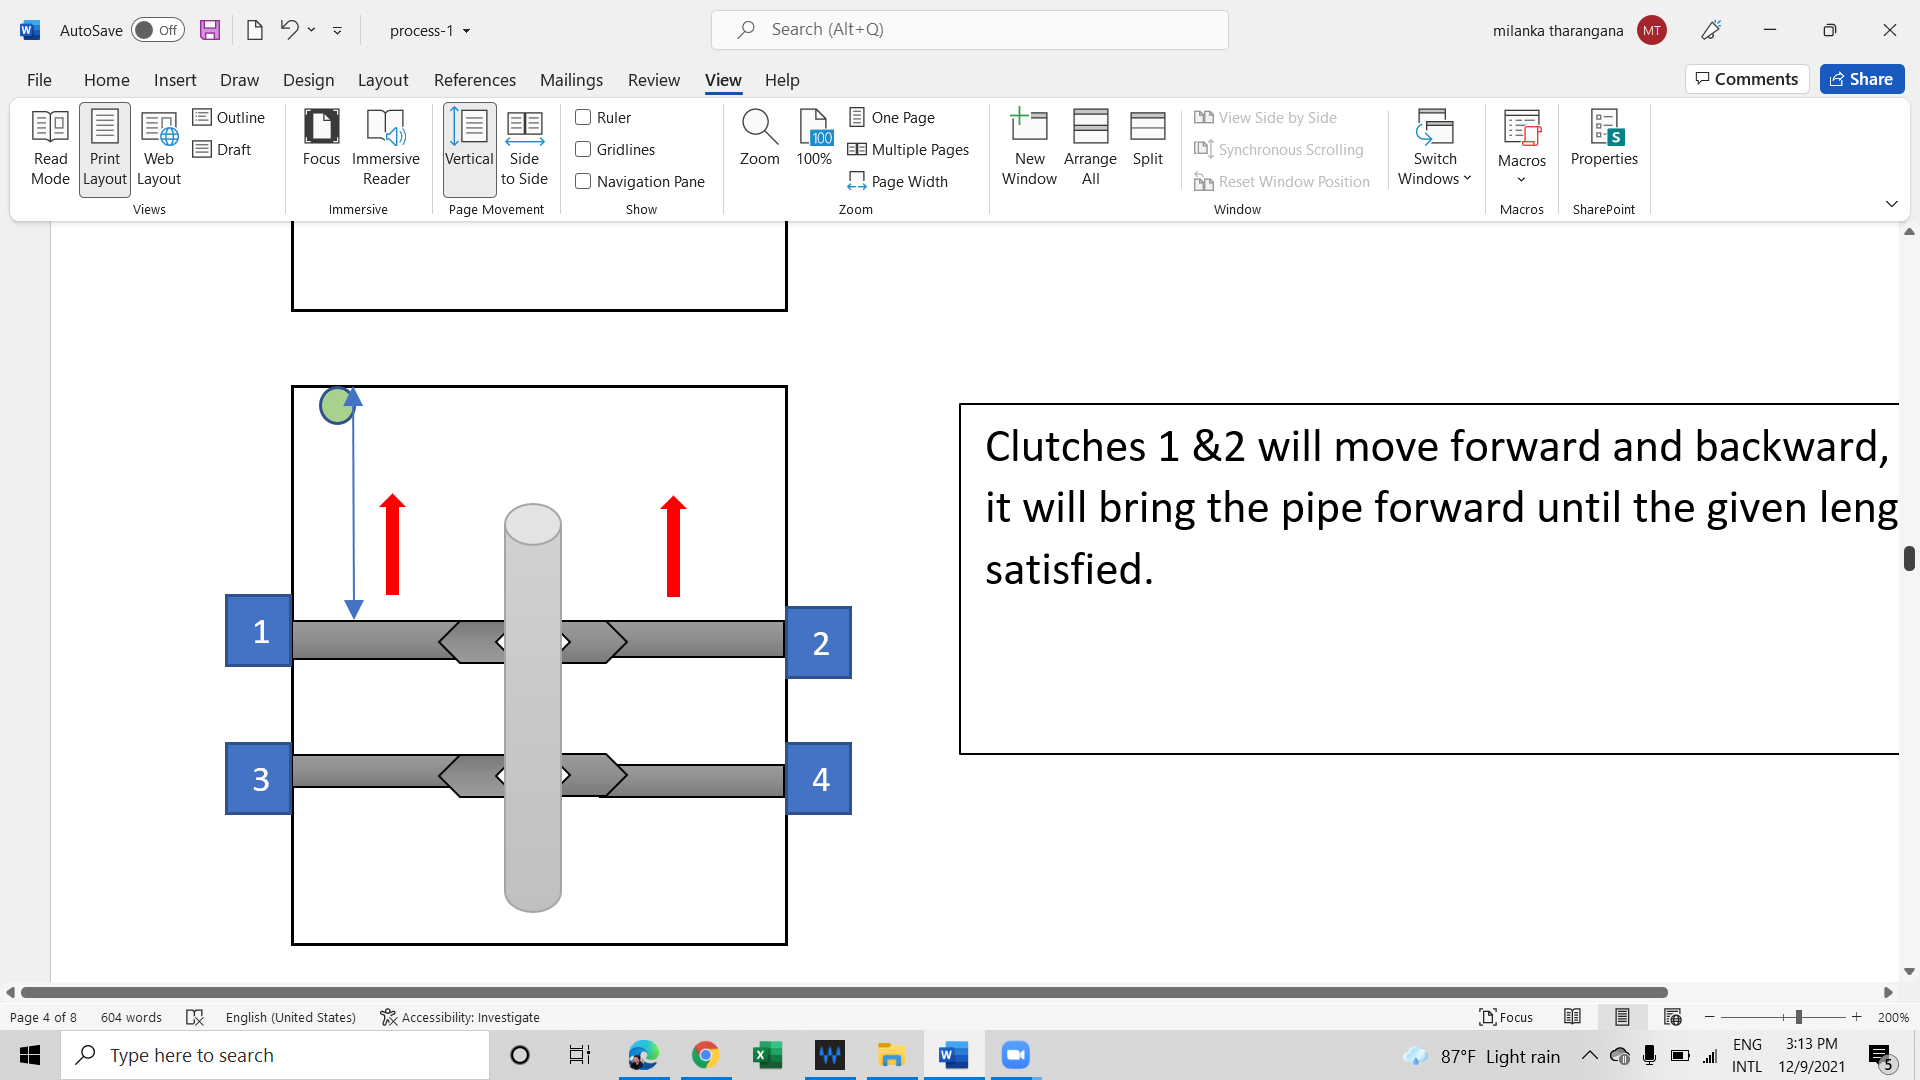 AutoSave Off process-1 Search (Alt+Q) milanka tharangana MT
File Home Insert Draw Design Layout References Mailings Review View Help Comments Share
Read Mode Print Layout Web Layout Outline Draft Views
Focus Immersive Reader Immersive
Vertical Side to Side Page Movement
Ruler Gridlines Navigation Pane Show
Zoom 100 100% One Page Multiple Pages Page Width Zoom
New Window Arrange All Split View Side by Side Synchronous Scrolling Reset Window Position Switch Windows Window
Macros Macros
S Properties SharePoint
Clutches 1 &2 will move forward and backward,
it will bring the pipe forward until the given leng
satisfied.
1
2
3
4
Page 4 of 8 604 words English (United States) Accessibility: Investigate Focus 200%
Type here to search 87°F Light rain ENG INTL 3:13 PM 12/9/2021 5